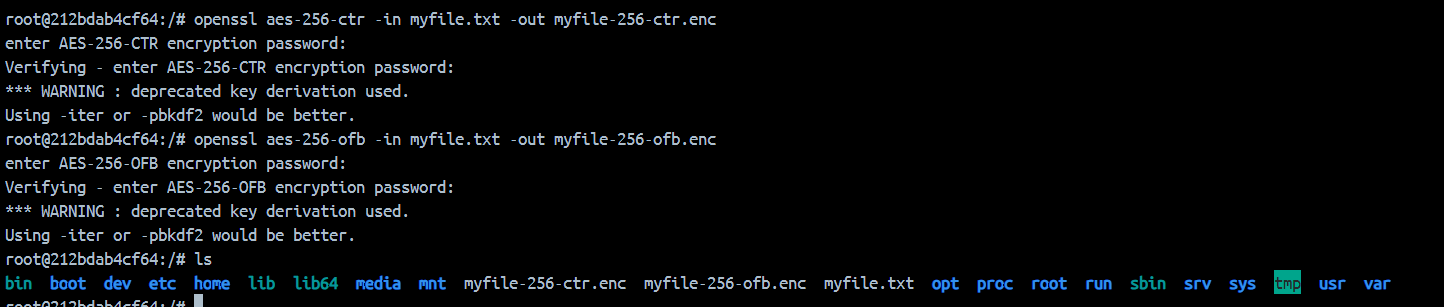 root@212bdab4cf64:/# openssl aes-256-ctr -in myfile.txt -out myfile-256-ctr.enc
enter AES-256-CTR encryption password:
Verifying - enter AES-256-CTR encryption password:
*** WARNING : deprecated key derivation used.
Using -iter or -pbkdf2 would be better.
root@212bdab4cf64:/# openssl aes-256-ofb -in myfile.txt -out myfile-256-ofb.enc
enter AES-256-OFB encryption password:
Verifying - enter AES-256-OFB encryption password:
*** WARNING : deprecated key derivation used.
Using -iter or -pbkdf2 would be better.
root@212bdab4cf64:/# ls
bin boot dev etc home lib lib64 media mnt myfile-256-ctr.enc myfile-256-ofb.enc myfile.txt opt proc root run sbin srv sys tmp usr var
root@212bdab4cf64:/#